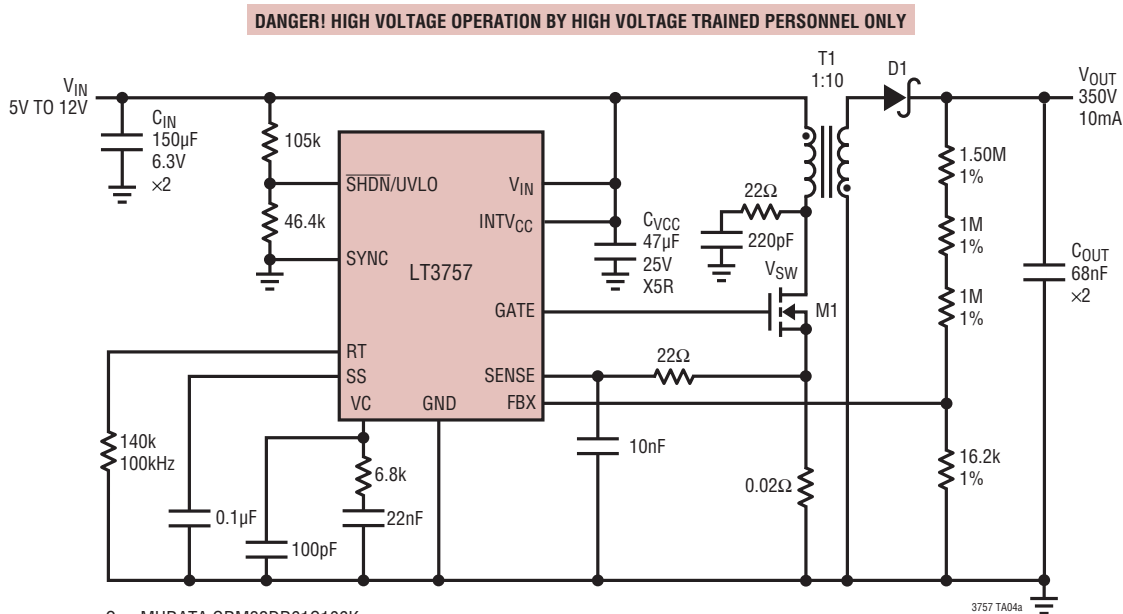 DANGER! HIGH VOLTAGE OPERATION BY HIGH VOLTAGE TRAINED PERSONNEL ONLY
VIN
5V TO 12V
CIN
150µF
6.3V
×2
105k
46.4k
SHDN/UVLO
SYNC
LT3757
VIN
INTVCC
GATE
SENSE
FBX
RT
SS
VC
GND
CVCC
47µF
25V
X5R
22Ω
220pF
VSW
M1
T1
1:10
D1
VOUT
350V
10mA
1.50M
1%
1M
1%
1M
1%
COUT
68nF
×2
22Ω
10nF
0.02Ω
16.2k
1%
140k
100kHz
0.1µF
100pF
6.8k
22nF
3757 TA04a